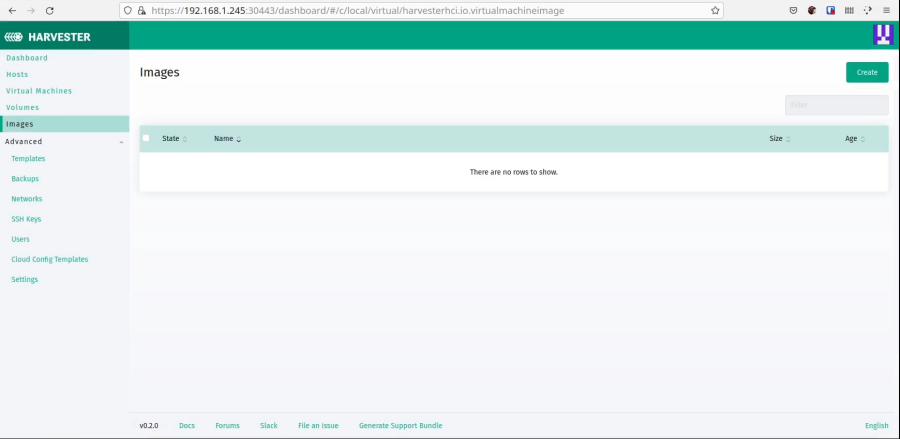 https://192.168.1.245:30443/dashboard/#/c/local/virtual/harvesterhci.io.virtualmachineimage
HARVESTER
Dashboard
Hosts
Virtual Machines
Volumes
Images
Advanced
Templates
Backups
Networks
SSH Keys
Users
Cloud Config Templates
Settings
Images
Create
Filter
State Name Size Age
There are no rows to show.
v0.2.0 Docs Forums Slack File an Issue Generate Support Bundle English